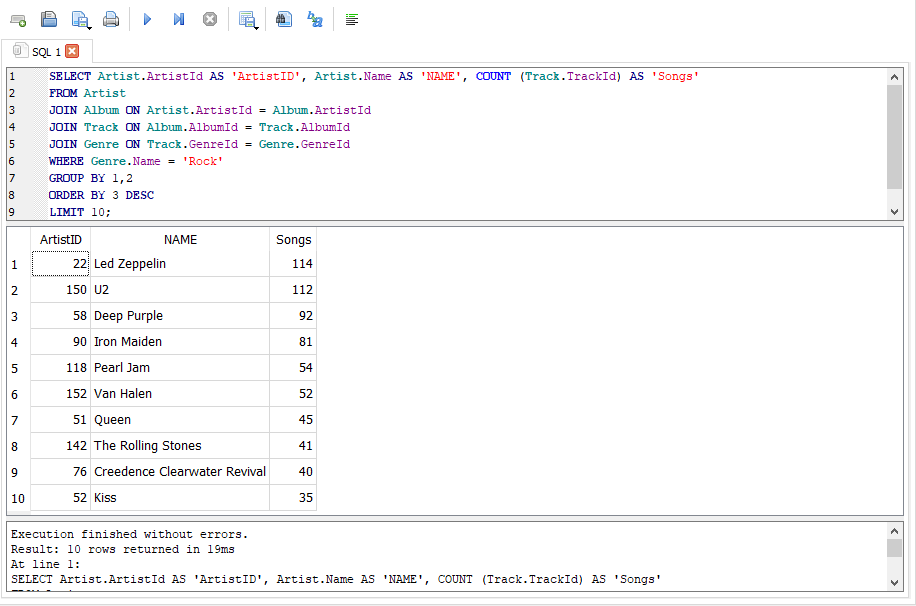 SQL 1
1 SELECT Artist.ArtistId AS 'ArtistID', Artist.Name AS 'NAME', COUNT (Track.TrackId) AS 'Songs'
2 FROM Artist
3 JOIN Album ON Artist.ArtistId = Album.ArtistId
4 JOIN Track ON Album.AlbumId = Track.AlbumId
5 JOIN Genre ON Track.GenreId = Genre.GenreId
6 WHERE Genre.Name = 'Rock'
7 GROUP BY 1,2
8 ORDER BY 3 DESC
9 LIMIT 10;
ArtistID NAME Songs
1 22 Led Zeppelin 114
2 150 U2 112
3 58 Deep Purple 92
4 90 Iron Maiden 81
5 118 Pearl Jam 54
6 152 Van Halen 52
7 51 Queen 45
8 142 The Rolling Stones 41
9 76 Creedence Clearwater Revival 40
10 52 Kiss 35
Execution finished without errors.
Result: 10 rows returned in 19ms
At line 1:
SELECT Artist.ArtistId AS 'ArtistID', Artist.Name AS 'NAME', COUNT (Track.TrackId) AS 'Songs'